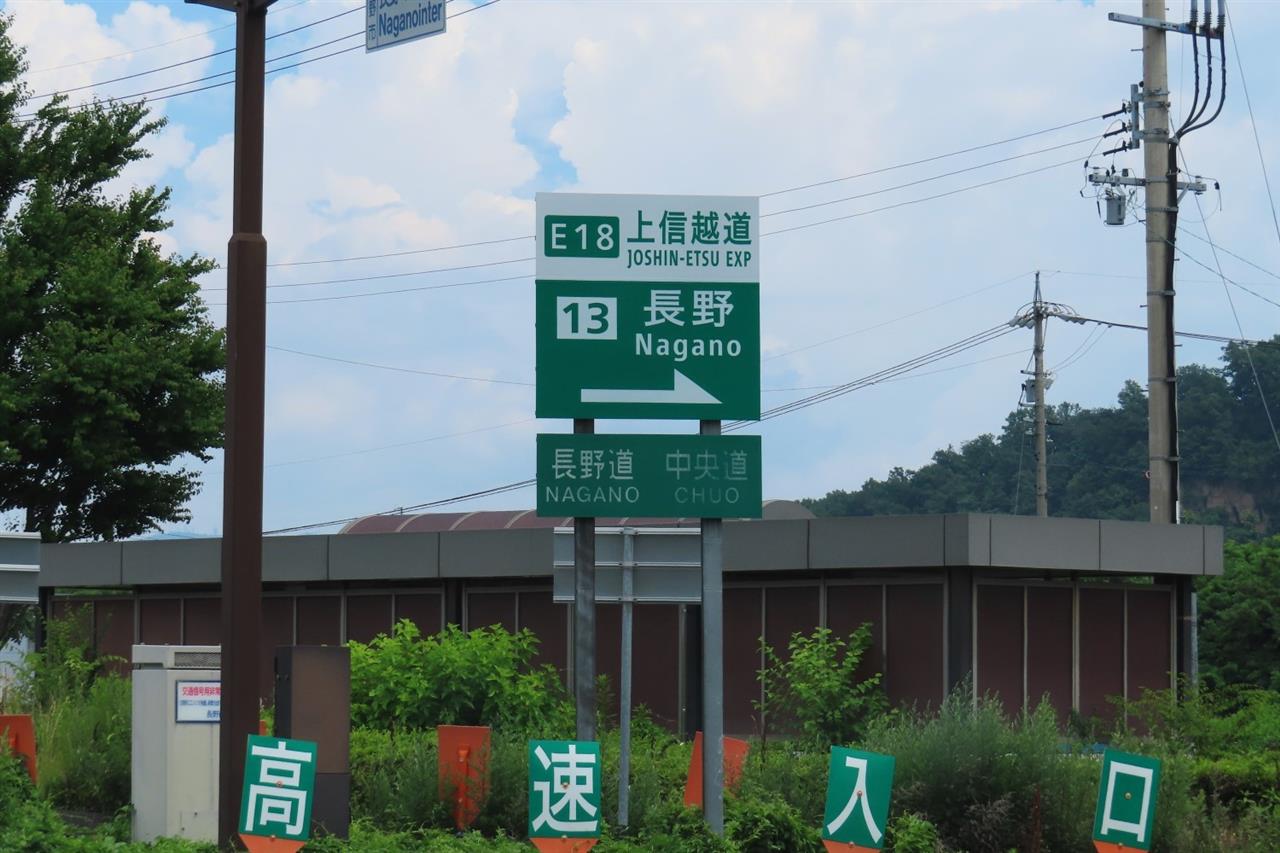 Naganointer
E18 上信越道
JOSHIN-ETSU EXP
13 長野
Nagano
長野道 中央道
NAGANO CHUO
高速入口